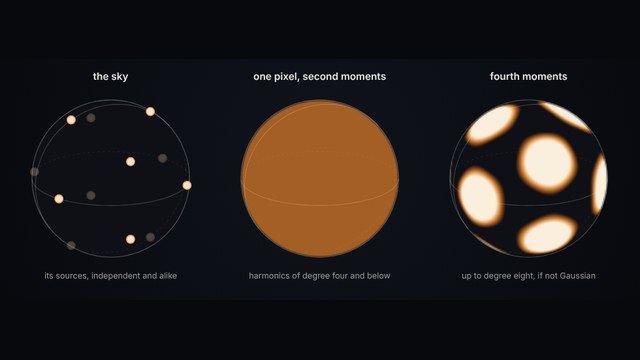 the sky
one pixel, second moments
fourth moments
its sources, independent and alike
harmonics of degree four and below
up to degree eight, if not Gaussian